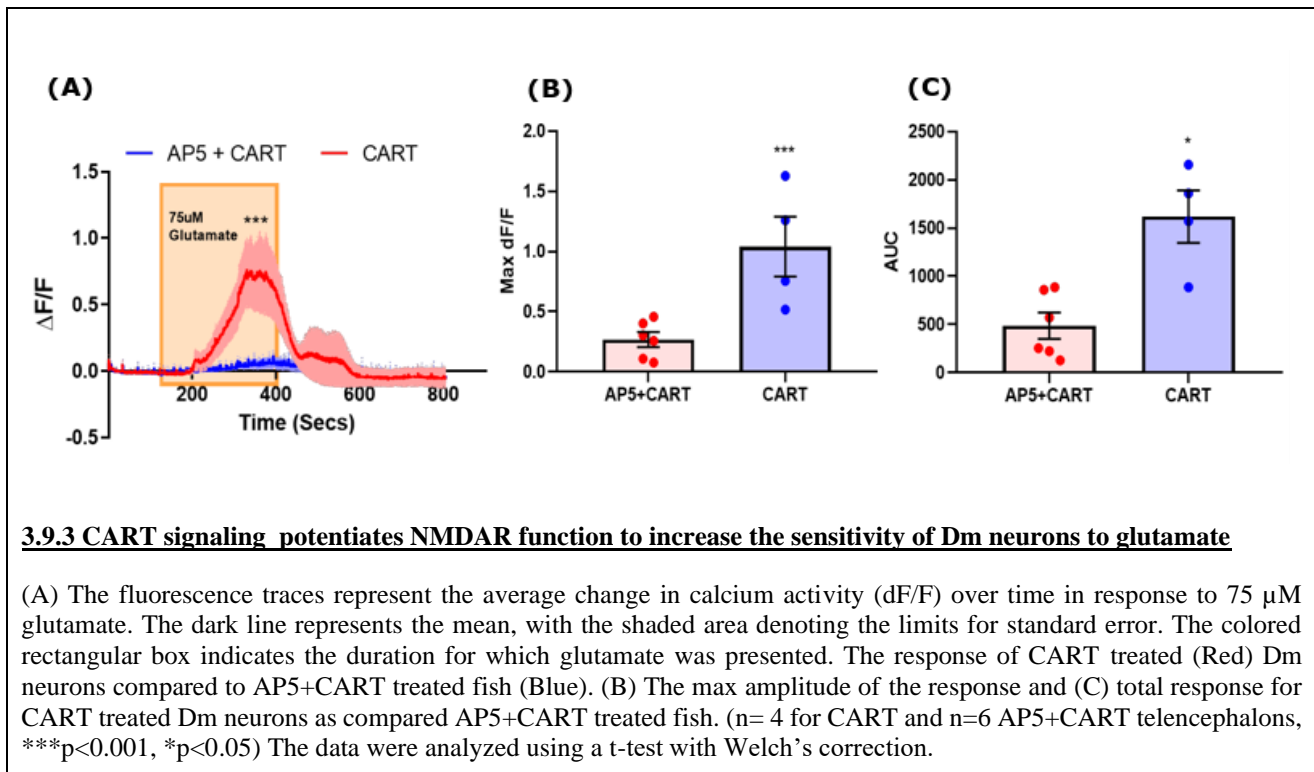 (A)
(B)
(C)
AP5 + CART
CART
1.5
1.0
0.5
0.0
-0.5
ΔF/F
75uM
Glutamate
***
200
400
600
800
Time (Secs)
2.0
1.5
1.0
0.5
0.0
Max dF/F
***
AP5+CART
CART
2500
2000
1500
1000
500
0
AUC
*
AP5+CART
CART
3.9.3 CART signaling potentiates NMDAR function to increase the sensitivity of Dm neurons to glutamate
(A) The fluorescence traces represent the average change in calcium activity (dF/F) over time in response to 75 µM
glutamate. The dark line represents the mean, with the shaded area denoting the limits for standard error. The colored
rectangular box indicates the duration for which glutamate was presented. The response of CART treated (Red) Dm
neurons compared to AP5+CART treated fish (Blue). (B) The max amplitude of the response and (C) total response for
CART treated Dm neurons as compared AP5+CART treated fish. (n= 4 for CART and n=6 AP5+CART telencephalons,
***p<0.001, *p<0.05) The data were analyzed using a t-test with Welch's correction.